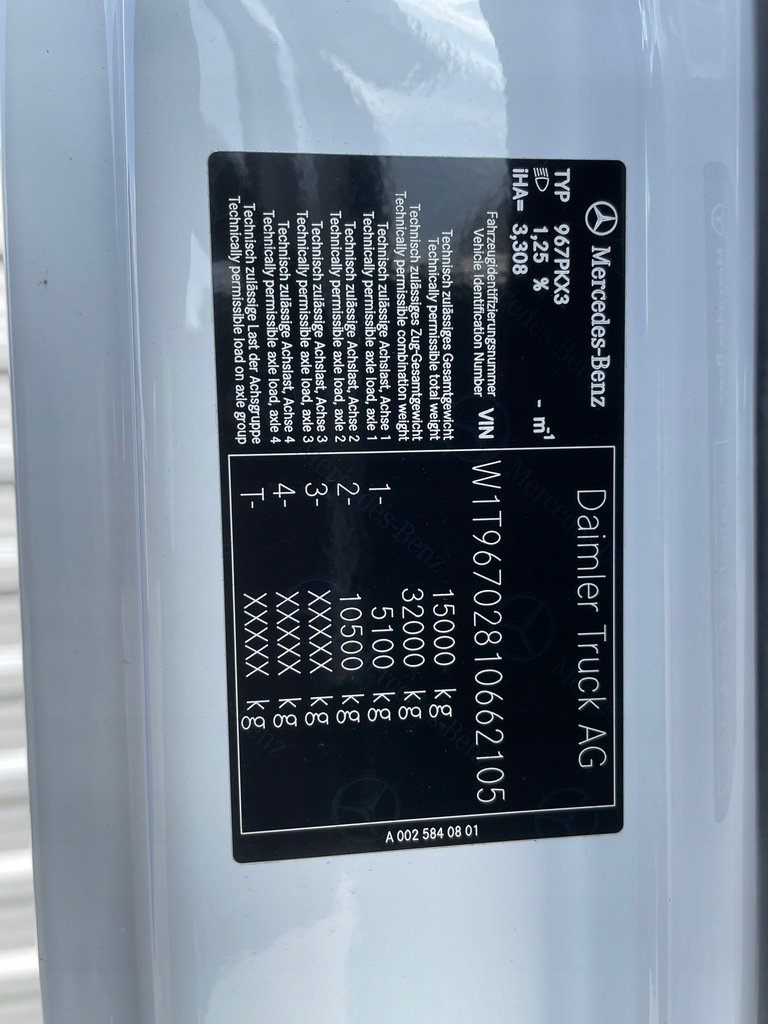 Mercedes-Benz
Daimler Truck AG
TYP 967PKX3
1,25 % - m⁻¹
iHA= 3,308
Fahrzeugidentifizierungsnummer
Vehicle Identification Number VIN W1T96702810662105
Technisch zulässiges Gesamtgewicht
Technically permissible total weight 15000 kg
Technisch zulässiges Zug-Gesamtgewicht
Technically permissible combination weight 32000 kg
Technisch zulässige Achslast, Achse 1
Technically permissible axle load, axle 1 1- 5100 kg
Technisch zulässige Achslast, Achse 2
Technically permissible axle load, axle 2 2- 10500 kg
Technisch zulässige Achslast, Achse 3
Technically permissible axle load, axle 3 3- XXXXX kg
Technisch zulässige Achslast, Achse 4
Technically permissible axle load, axle 4 4- XXXXX kg
Technisch zulässige Last der Achsgruppe
Technically permissible load on axle group T- XXXXX kg
A 002 584 08 01